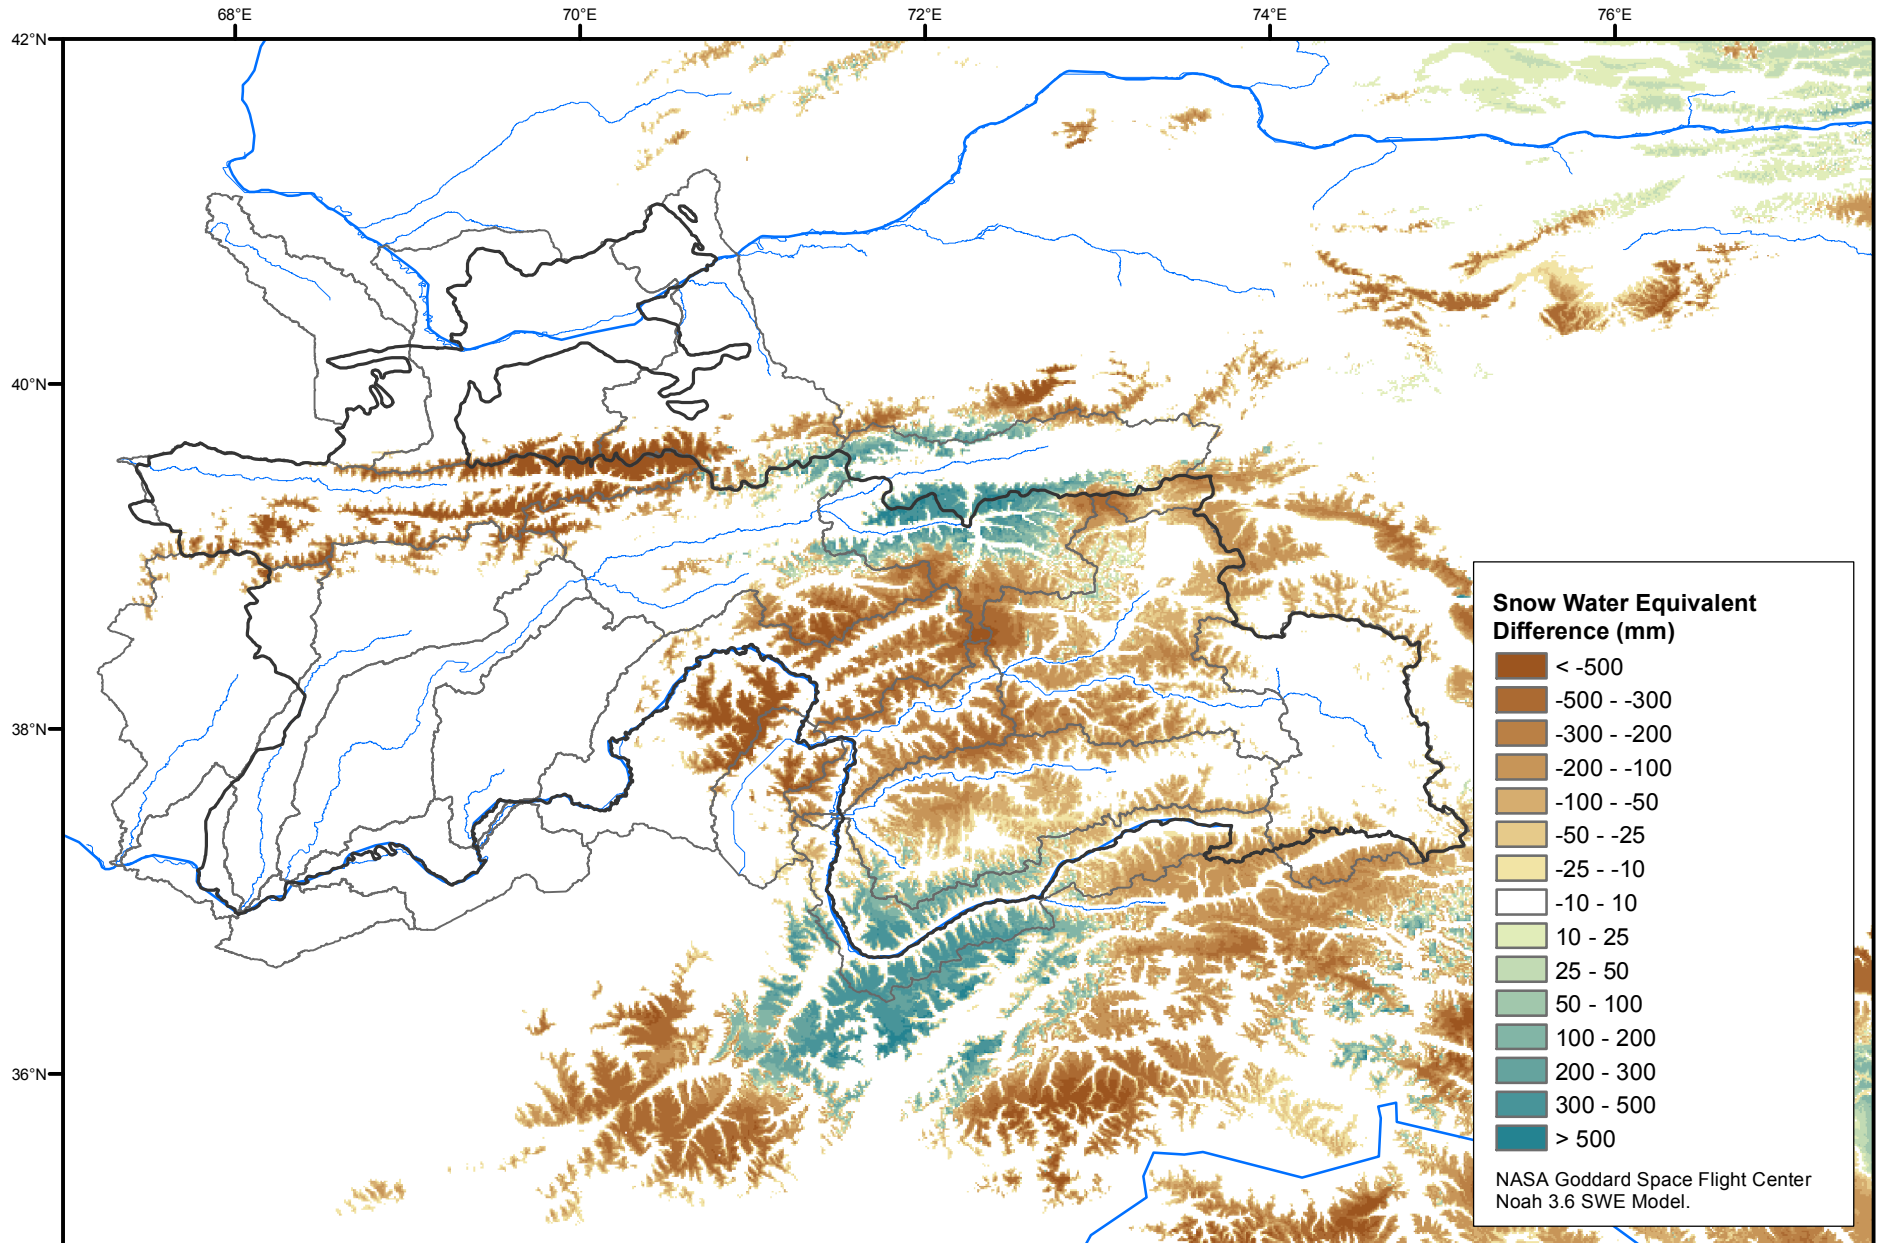 68°E
70°E
72°E
74°E
76°E
42°N
40°N
38°N
36°N
Snow Water Equivalent
Difference (mm)
< -500
-500 - -300
-300 - -200
-200 - -100
-100 - -50
-50 - -25
-25 - -10
-10 - 10
10 - 25
25 - 50
50 - 100
100 - 200
200 - 300
300 - 500
> 500
NASA Goddard Space Flight Center
Noah 3.6 SWE Model.